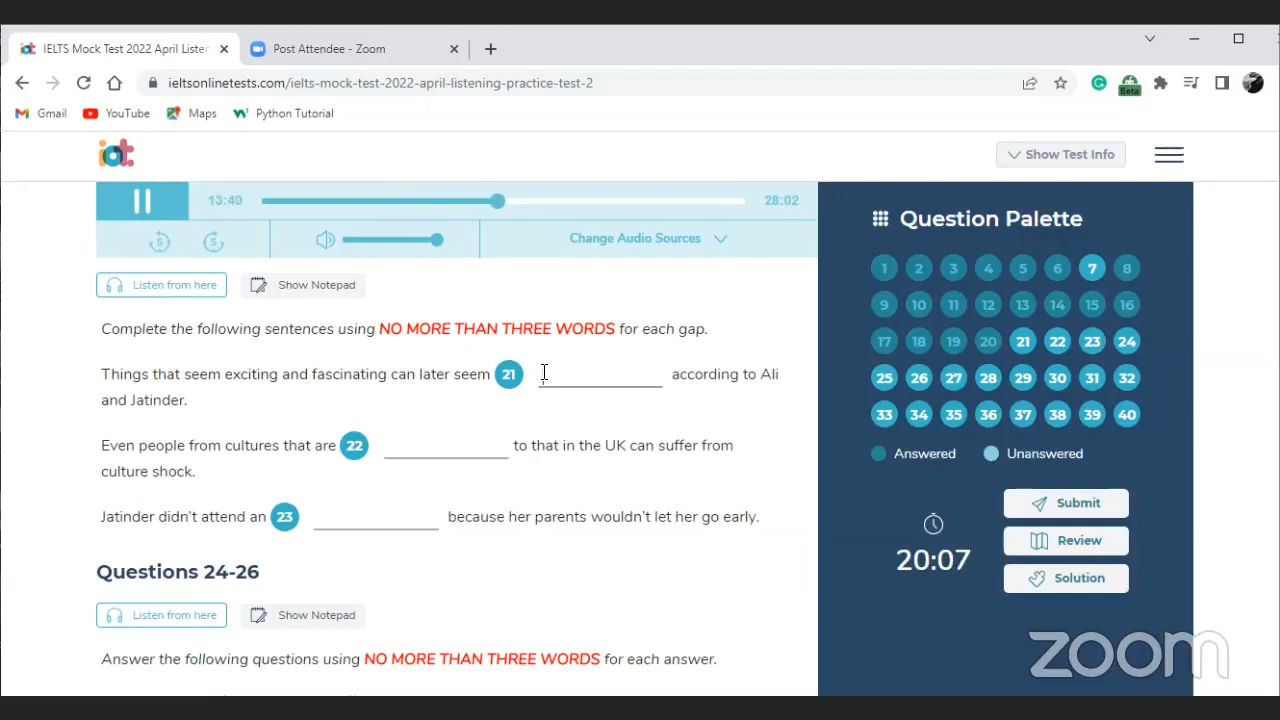 IELTS Mock Test 2022 April Lister
Post Attendee - Zoom
ieltsonlinetests.com/ielts-mock-test-2022-april-listening-practice-test-2
Beta
Gmail
YouTube
Maps
Python Tutorial
iot
Show Test Info
13:40
28:02
5
5
Change Audio Sources
Listen from here
Show Notepad
Complete the following sentences using NO MORE THAN THREE WORDS for each gap.
Things that seem exciting and fascinating can later seem 21 according to Ali
and Jatinder.
Even people from cultures that are 22 to that in the UK can suffer from
culture shock.
Jatinder didn't attend an 23 because her parents wouldn't let her go early.
Questions 24-26
Listen from here
Show Notepad
Answer the following questions using NO MORE THAN THREE WORDS for each answer.
Question Palette
1 2 3 4 5 6 7 8
9 10 11 12 13 14 15 16
17 18 19 20 21 22 23 24
25 26 27 28 29 30 31 32
33 34 35 36 37 38 39 40
Answered
Unanswered
20:07
Submit
Review
Solution
zoom